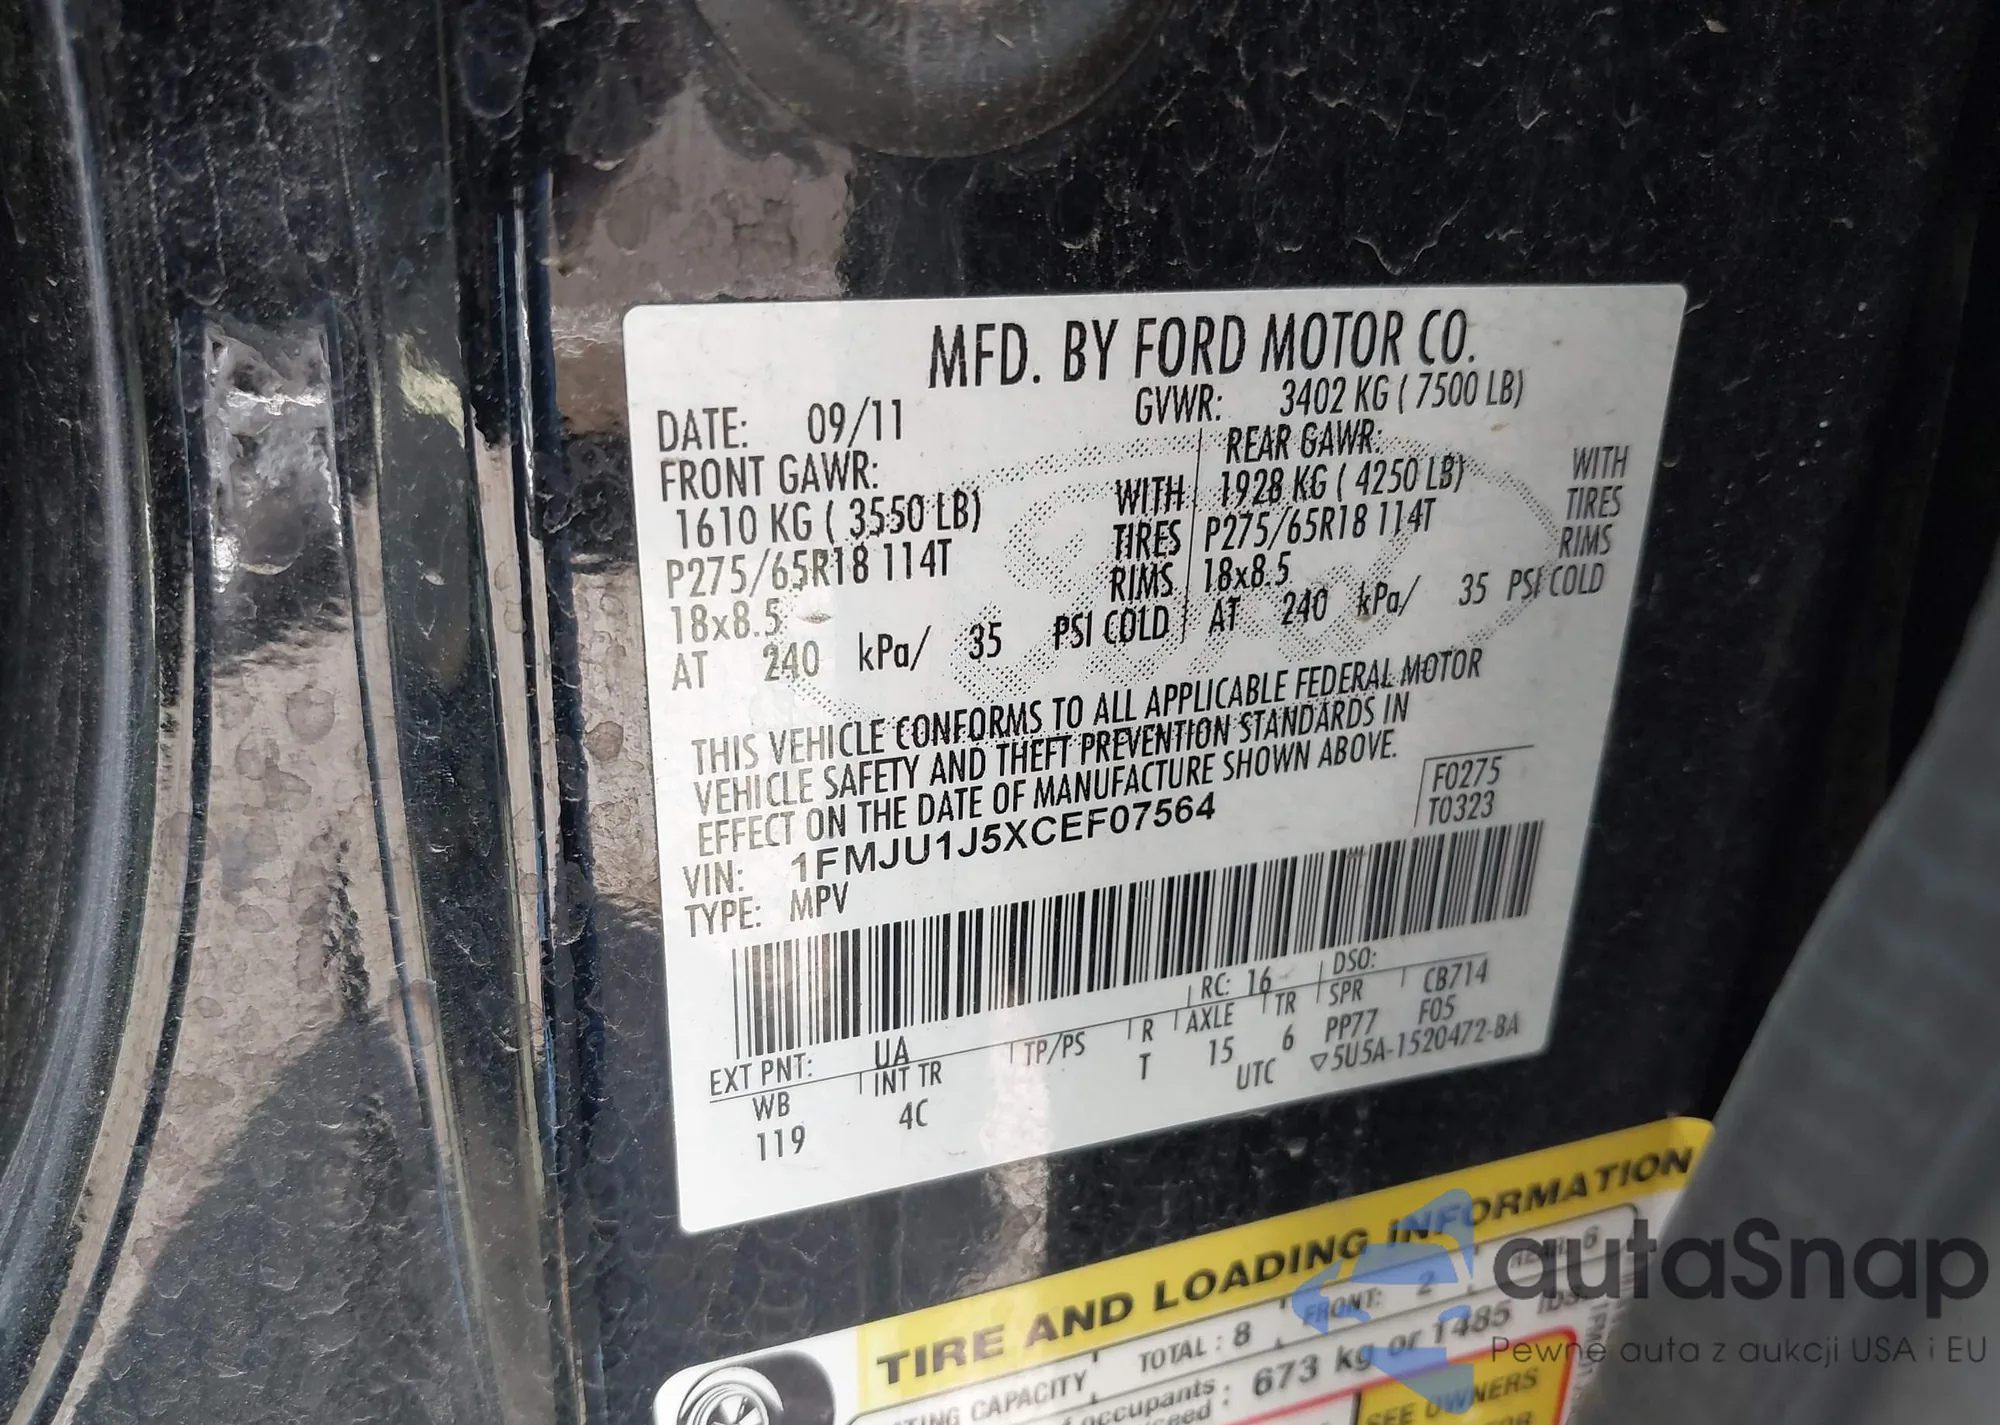 MFD. BY FORD MOTOR CO.
DATE: 09/11 GVWR: 3402 KG ( 7500 LB)
FRONT GAWR: REAR GAWR:
1610 KG ( 3550 LB) WITH 1928 KG ( 4250 LB) WITH
P275/65R18 114T TIRES P275/65R18 114T TIRES
18x8.5 RIMS 18x8.5 RIMS
AT 240 kPa/ 35 PSI COLD AT 240 kPa/ 35 PSI COLD
THIS VEHICLE CONFORMS TO ALL APPLICABLE FEDERAL MOTOR
VEHICLE SAFETY AND THEFT PREVENTION STANDARDS IN
EFFECT ON THE DATE OF MANUFACTURE SHOWN ABOVE.
F0275
T0323
VIN: 1FMJU1J5XCEF07564
TYPE: MPV
EXT PNT: UA RC: 16 DSO: CB714
WB INT TR TP/PS R AXLE TR SPR F05
119 4C T 15 6 PP77
UTC ▽5U5A-1520472-BA
TIRE AND LOADING INFORMATION
CAPACITY TOTAL : 8 FRONT: 2 6
occupants : 673 kg or 1485 lbs
SEE OWNERS
autaSnap
Pewne auta z aukcji USA i EU